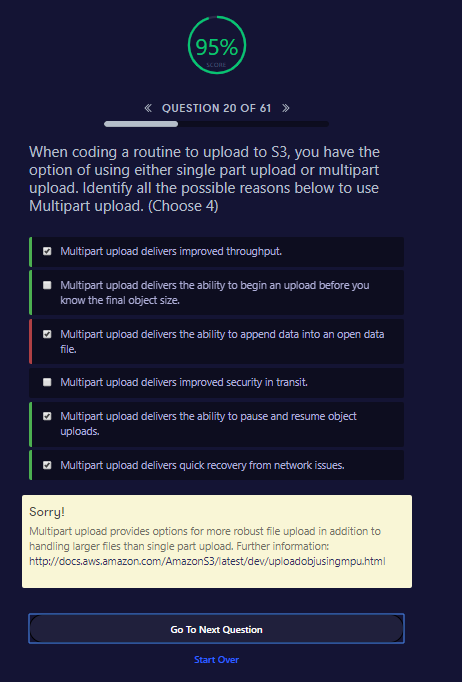 95%
SCORE
« QUESTION 20 OF 61 »
When coding a routine to upload to S3, you have the
option of using either single part upload or multipart
upload. Identify all the possible reasons below to use
Multipart upload. (Choose 4)
Multipart upload delivers improved throughput.
Multipart upload delivers the ability to begin an upload before you
know the final object size.
Multipart upload delivers the ability to append data into an open data
file.
Multipart upload delivers improved security in transit.
Multipart upload delivers the ability to pause and resume object
uploads.
Multipart upload delivers quick recovery from network issues.
Sorry!
Multipart upload provides options for more robust file upload in addition to
handling larger files than single part upload. Further information:
http://docs.aws.amazon.com/AmazonS3/latest/dev/uploadobjusingmpu.html
Go To Next Question
Start Over